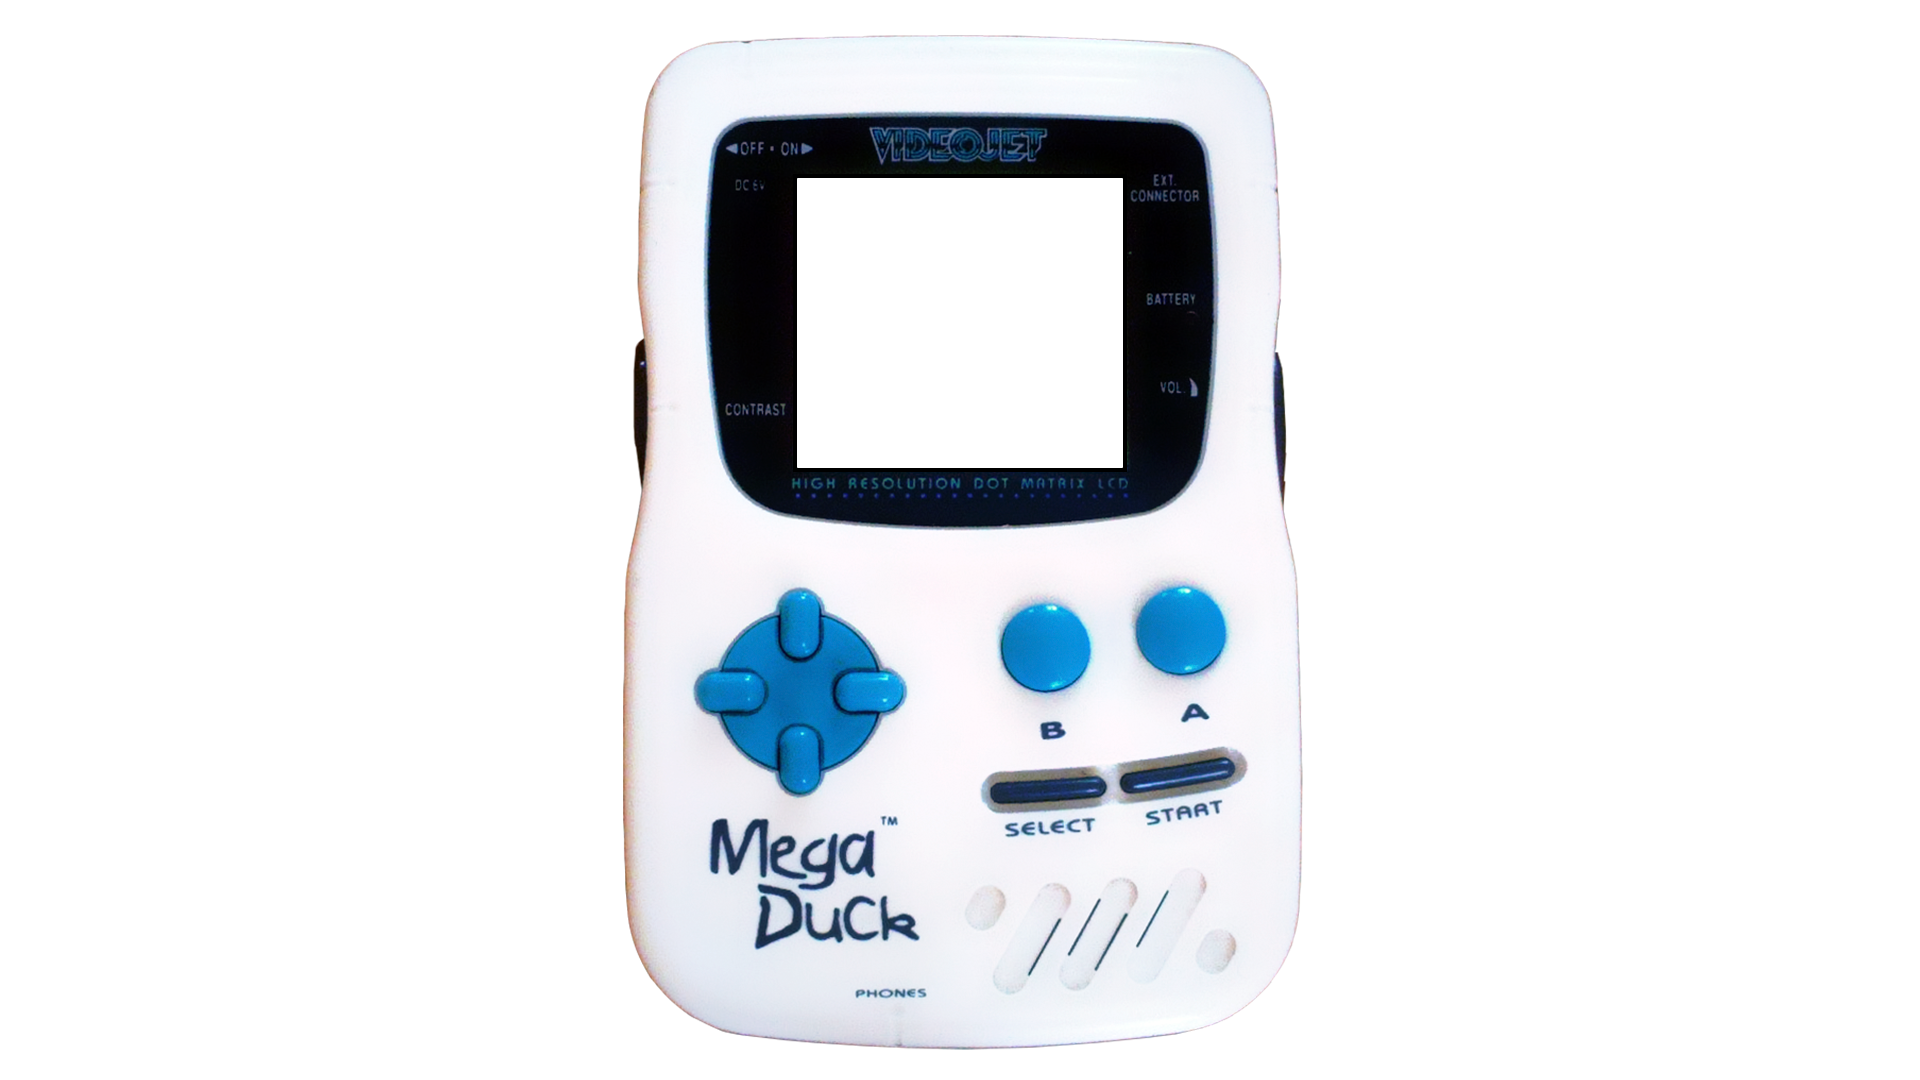 VIDEOJET
◀OFF • ON▶
DC 6V
EXT.
CONNECTOR
BATTERY
VOL.
CONTRAST
HIGH RESOLUTION DOT MATRIX LCD
B
A
SELECT
START
Mega™
Duck
PHONES